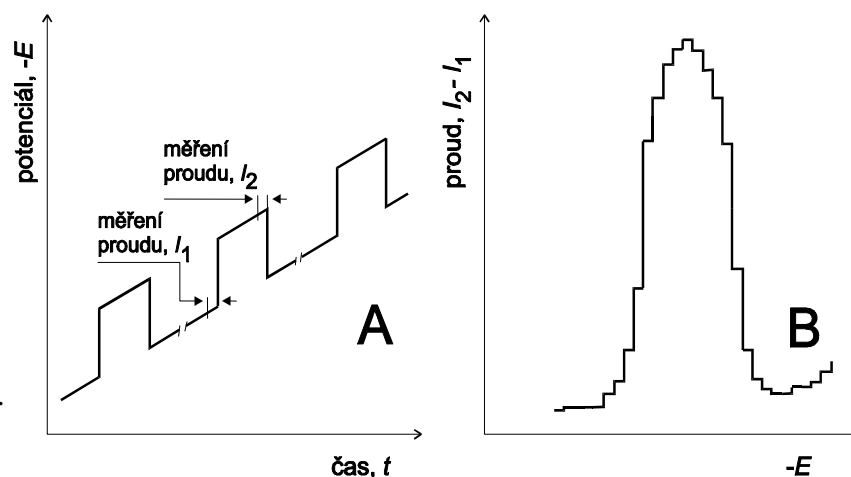 potenciál, -E
měření
proudu, I2
měření
proudu, I1
A
čas, t
proud, I2- I1
B
-E